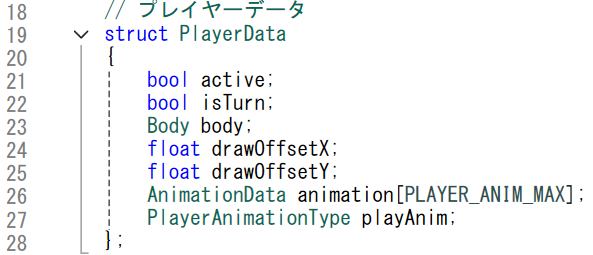 18 // プレイヤーデータ
19 struct PlayerData
20 {
21 bool active;
22 bool isTurn;
23 Body body;
24 float drawOffsetX;
25 float drawOffsetY;
26 AnimationData animation[PLAYER_ANIM_MAX];
27 PlayerAnimationType playAnim;
28 };